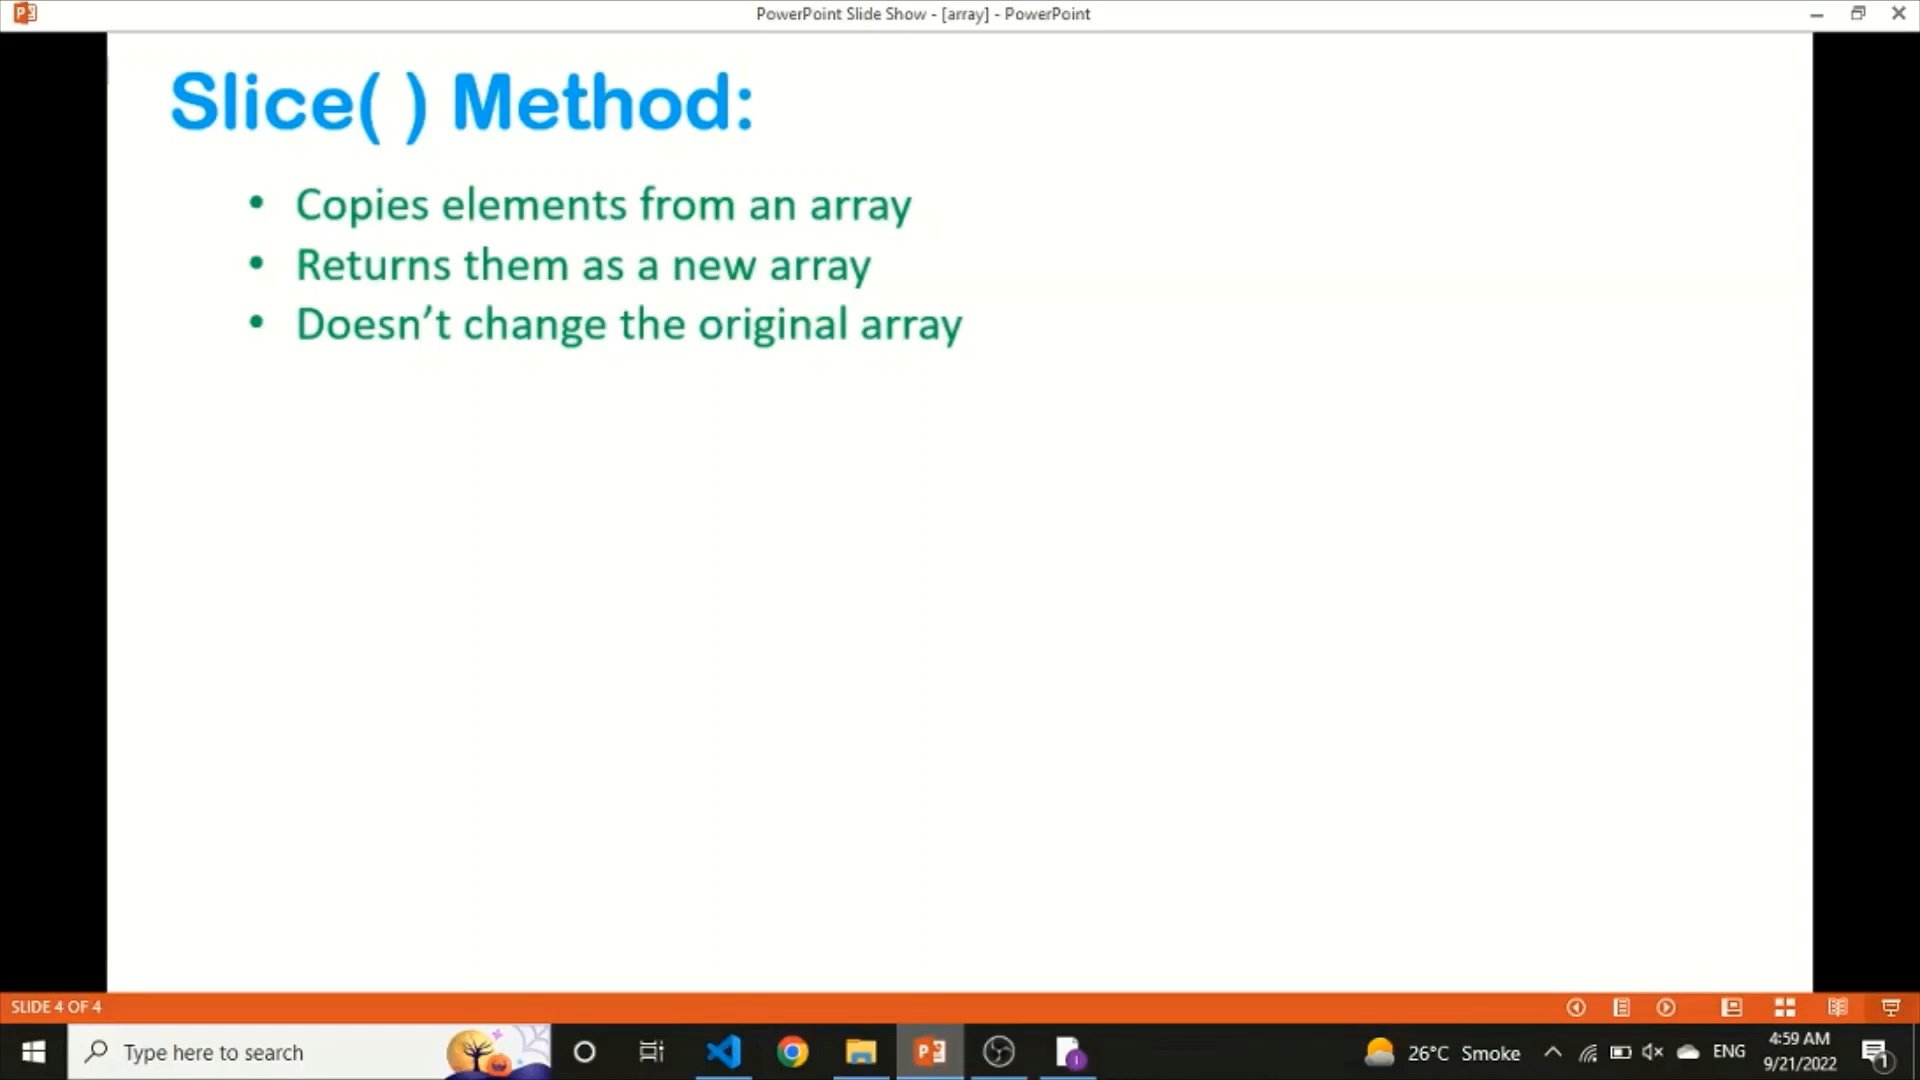 PowerPoint Slide Show - [array] - PowerPoint
Slice( ) Method:
• Copies elements from an array
• Returns them as a new array
• Doesn’t change the original array
SLIDE 4 OF 4
Type here to search
26°C Smoke
ENG
4:59 AM
9/21/2022
1